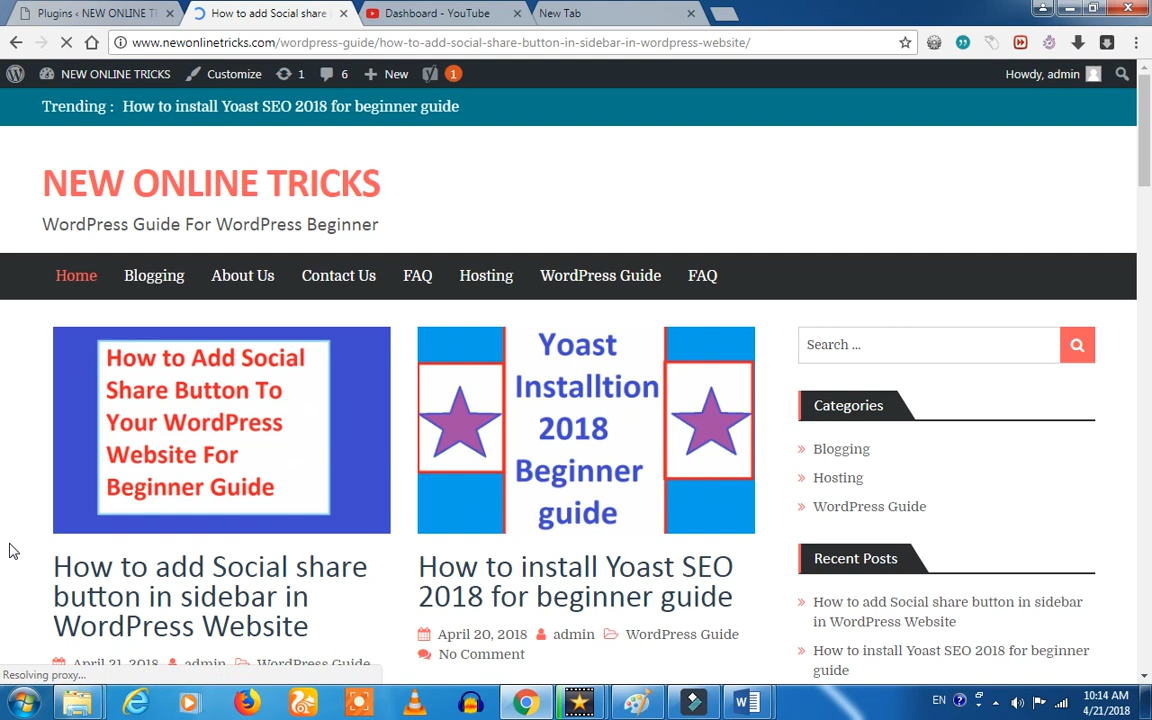 Plugins ‹ NEW ONLINE T
How to add Social share
Dashboard - YouTube
New Tab
www.newonlinetricks.com/wordpress-guide/how-to-add-social-share-button-in-sidebar-in-wordpress-website/
NEW ONLINE TRICKS
Customize
1
6
New
1
Howdy, admin
Trending : How to install Yoast SEO 2018 for beginner guide
NEW ONLINE TRICKS
WordPress Guide For WordPress Beginner
Home
Blogging
About Us
Contact Us
FAQ
Hosting
WordPress Guide
FAQ
How to Add Social
Share Button To
Your WordPress
Website For
Beginner Guide
How to add Social share
button in sidebar in
WordPress Website
April 21, 2018
admin
WordPress Guide
Yoast
Installtion
2018
Beginner
guide
How to install Yoast SEO
2018 for beginner guide
April 20, 2018
admin
WordPress Guide
No Comment
Search ...
Categories
Blogging
Hosting
WordPress Guide
Recent Posts
How to add Social share button in sidebar
in WordPress Website
How to install Yoast SEO 2018 for beginner
guide
Resolving proxy...
EN
10:14 AM
4/21/2018